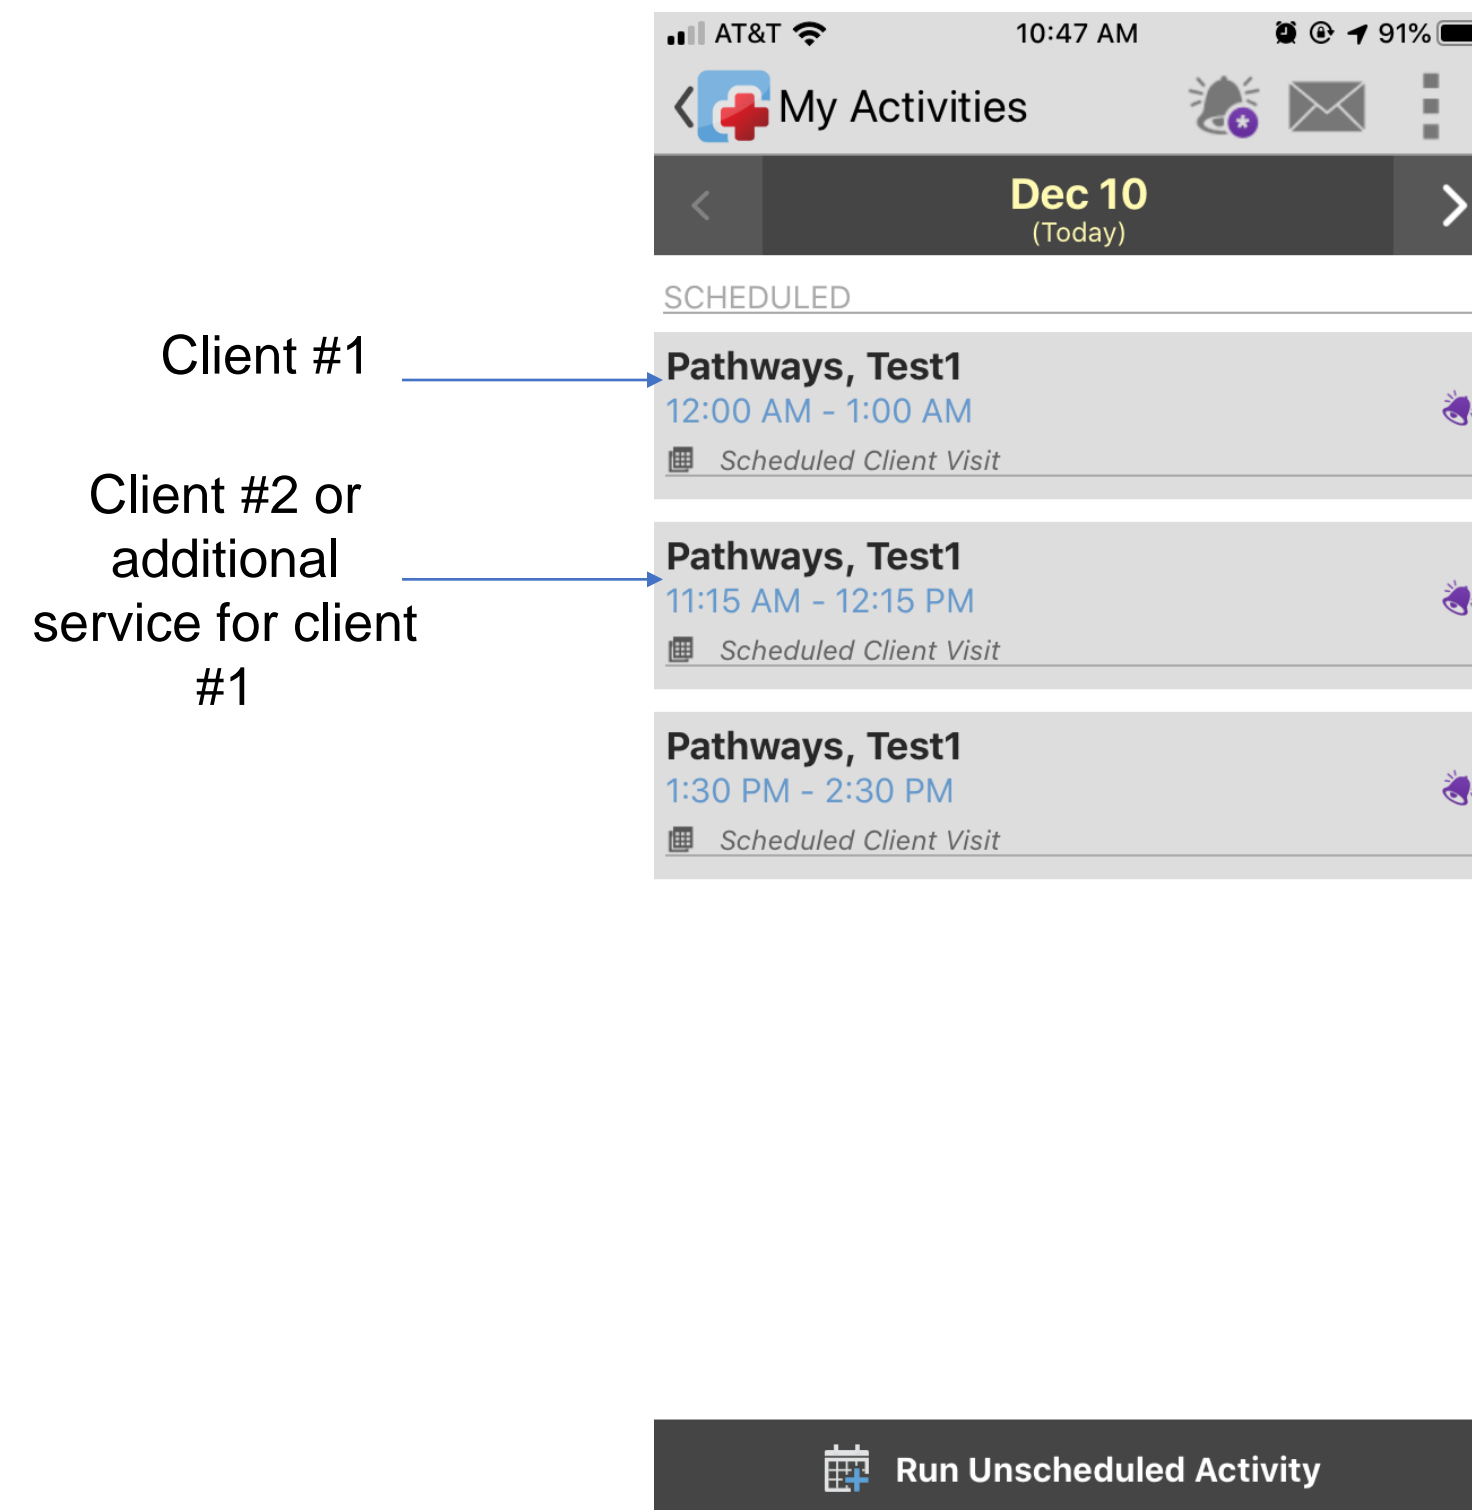 AT&T 10:47 AM 91%
My Activities
Dec 10
(Today)
SCHEDULED
Client #1
Pathways, Test1
12:00 AM - 1:00 AM
Scheduled Client Visit
Client #2 or
additional
service for client
#1
Pathways, Test1
11:15 AM - 12:15 PM
Scheduled Client Visit
Pathways, Test1
1:30 PM - 2:30 PM
Scheduled Client Visit
Run Unscheduled Activity